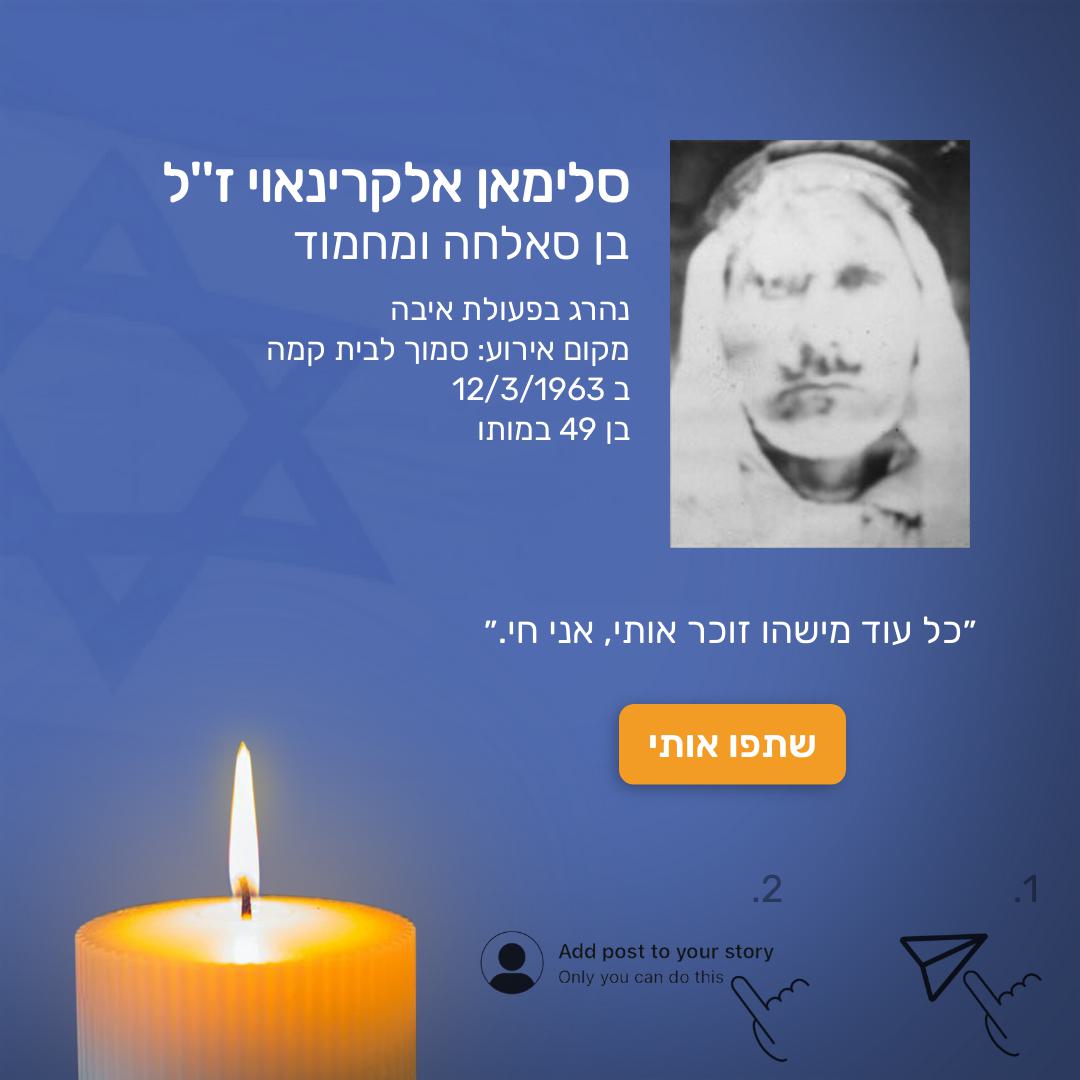 סלימאן אלקרינאוי ז"ל
בן סאלחה ומחמוד
נהרג בפעולת איבה
מקום אירוע: סמוך לבית קמה
ב 12/3/1963
בן 49 במותו
״כל עוד מישהו זוכר אותי, אני חי.״
שתפו אותי
1.
2.
Add post to your story
Only you can do this